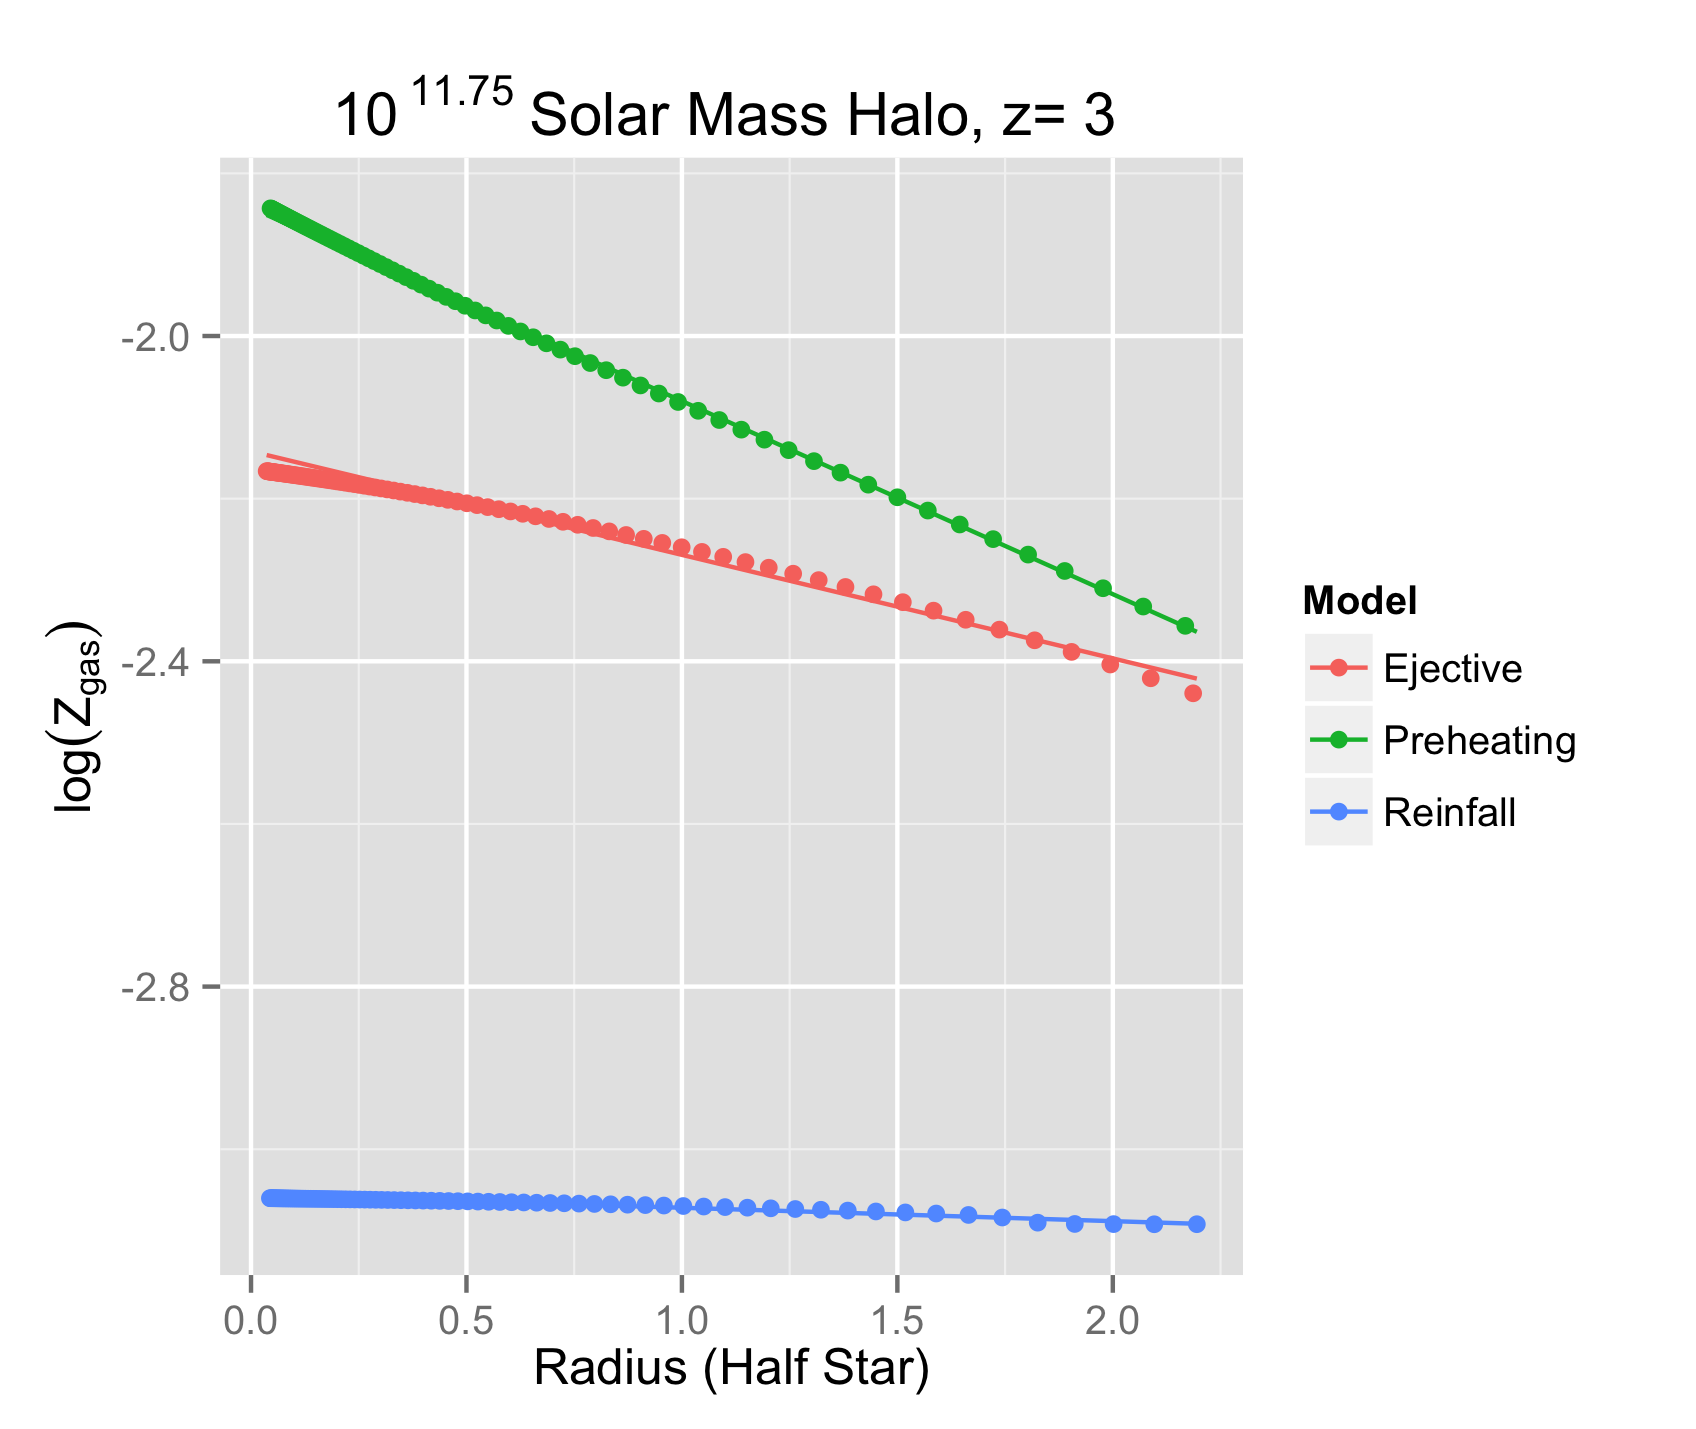 10 11.75 Solar Mass Halo, z= 3
-2.0
-2.4
-2.8
log(Zgas)
0.0 0.5 1.0 1.5 2.0
Radius (Half Star)
Model
Ejective
Preheating
Reinfall